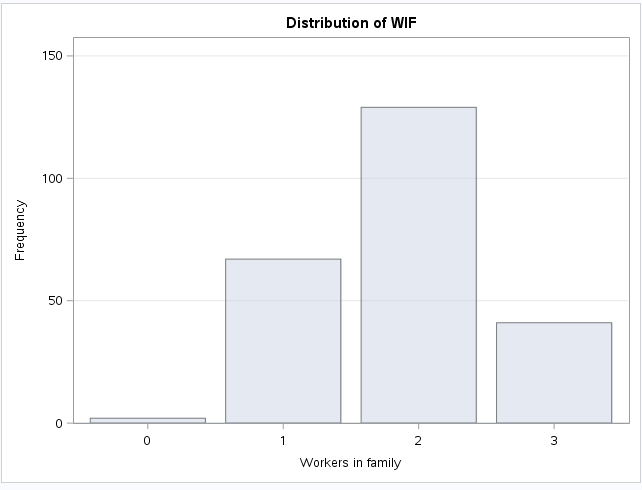 Distribution of WIF
150
100
50
0
Frequency
0 1 2 3
Workers in family